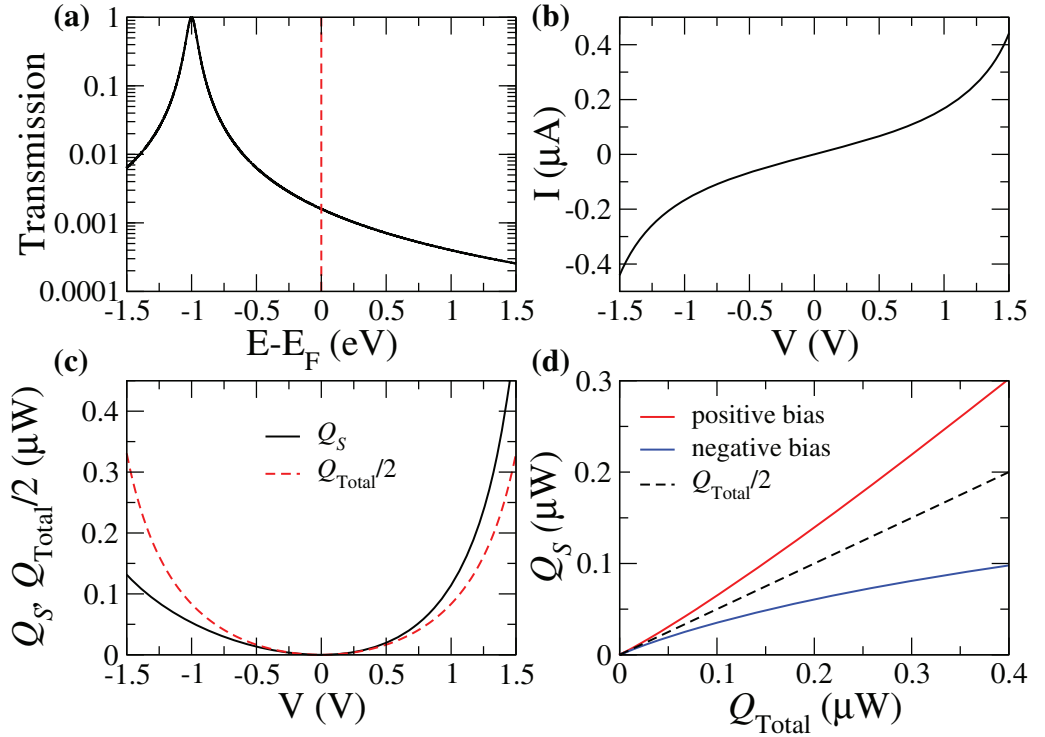 (a)
Transmission
1
0.1
0.01
0.001
0.0001
-1.5 -1 -0.5 0 0.5 1 1.5
E-E_F (eV)
(b)
I (μA)
0.4
0.2
0
-0.2
-0.4
-1.5 -1 -0.5 0 0.5 1 1.5
V (V)
(c)
Q_S, Q_Total/2 (μW)
0.4
0.3
0.2
0.1
0
Q_S
Q_Total/2
-1.5 -1 -0.5 0 0.5 1 1.5
V (V)
(d)
Q_S (μW)
0.3
0.2
0.1
0
positive bias
negative bias
Q_Total/2
0 0.1 0.2 0.3 0.4
Q_Total (μW)